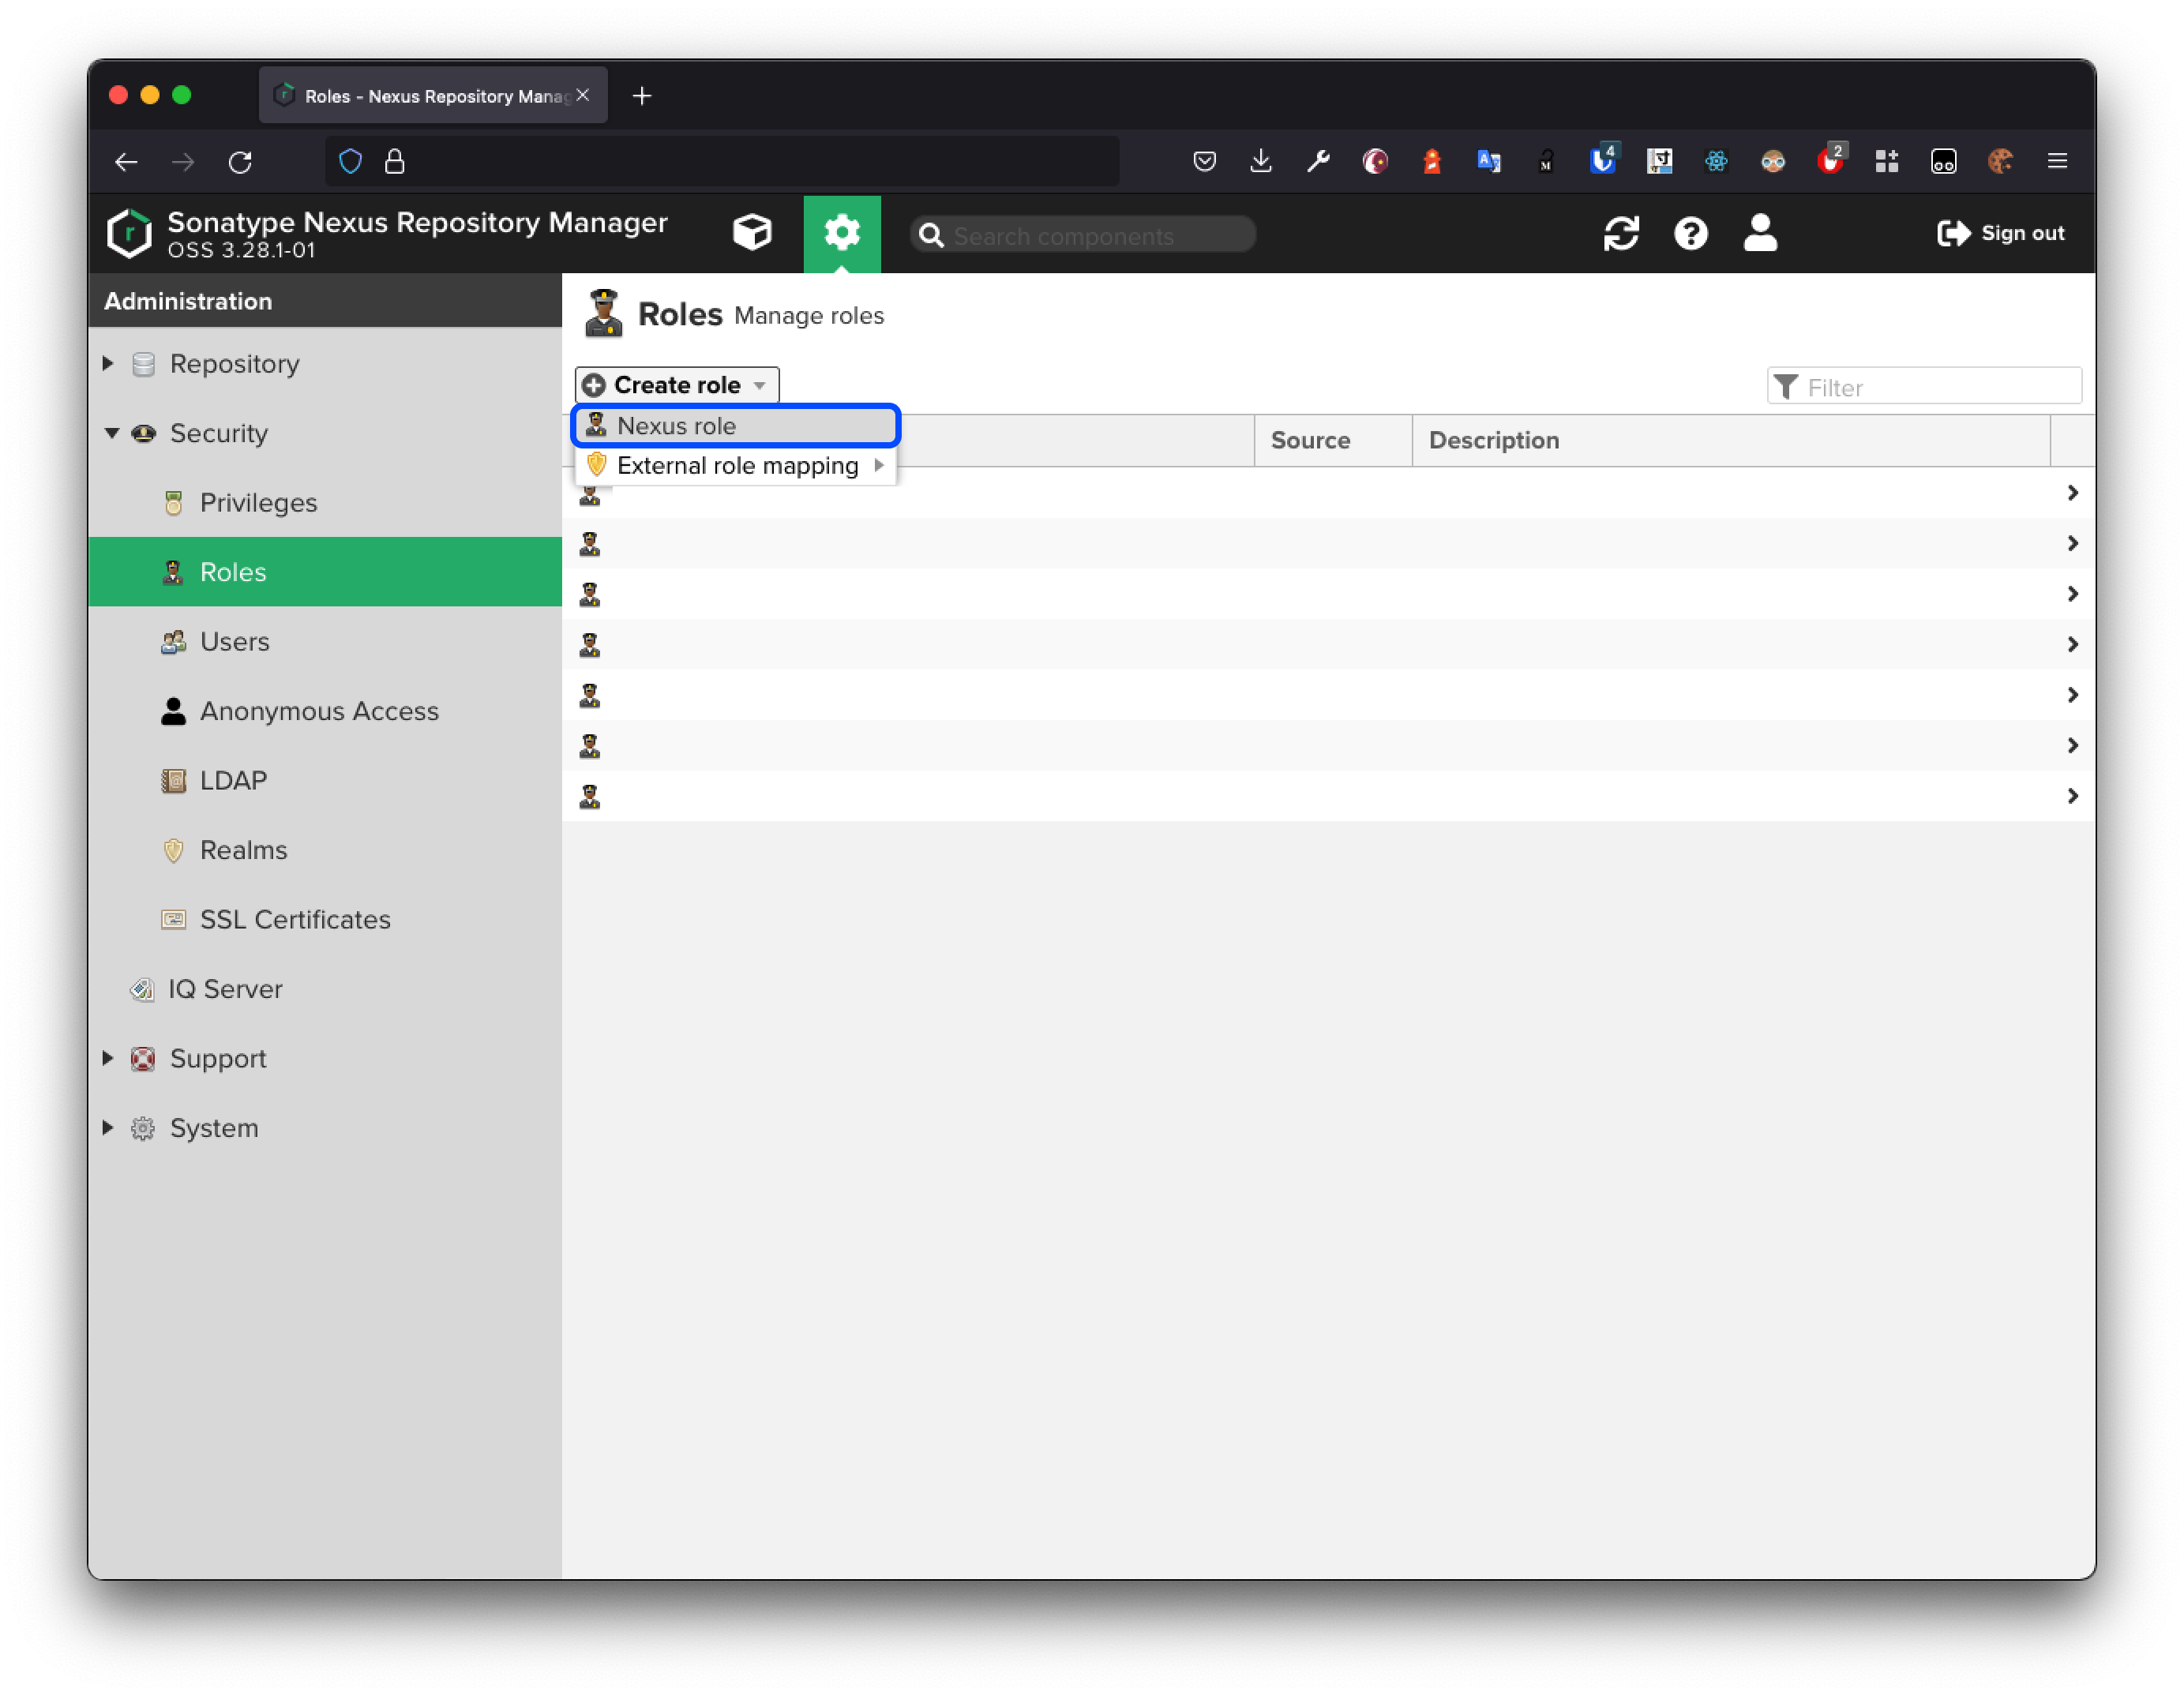 Roles - Nexus Repository Manag
4
2
Sonatype Nexus Repository Manager
OSS 3.28.1-01
Search components
Sign out
Administration
Repository
Security
Privileges
Roles
Users
Anonymous Access
LDAP
Realms
SSL Certificates
IQ Server
Support
System
Roles Manage roles
Create role
Filter
Nexus role
External role mapping
Source
Description